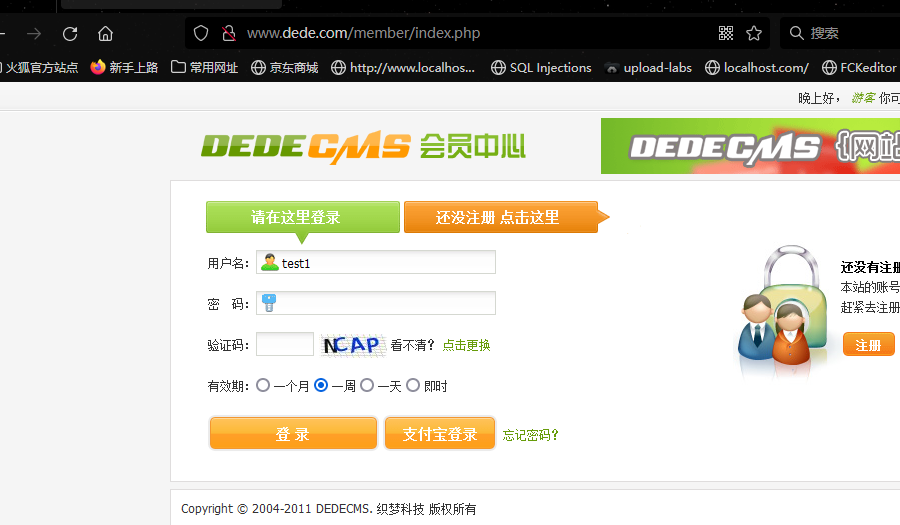 www.dede.com/member/index.php
搜索
火狐官方站点 新手上路 常用网址 京东商城 http://www.localhos... SQL Injections upload-labs localhost.com/ FCKeditor
晚上好， 游客 你可
DEDECMS 会员中心
DEDECMS {网站
请在这里登录 还没注册 点击这里
用户名： test1
还没有注册
密 码：
本站的账号
赶紧去注册
验证码： NCAP 看不清？ 点击更换
注册
有效期： 一个月 一周 一天 即时
登 录 支付宝登录 忘记密码？
Copyright © 2004-2011 DEDECMS. 织梦科技 版权所有